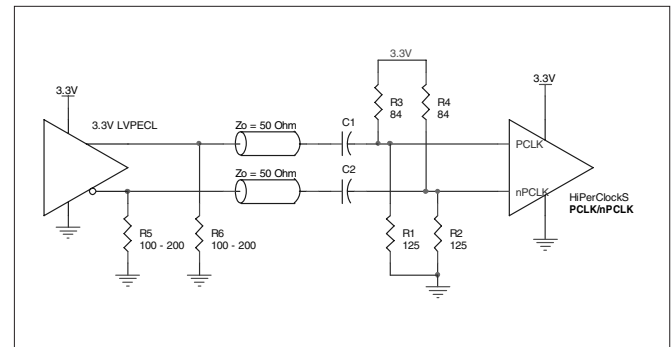 3.3V
3.3V
3.3V
3.3V LVPECL
R3
84
R4
84
Zo = 50 Ohm
C1
PCLK
Zo = 50 Ohm
C2
nPCLK
HiPerClockS
PCLK/nPCLK
R5
100 - 200
R6
100 - 200
R1
125
R2
125